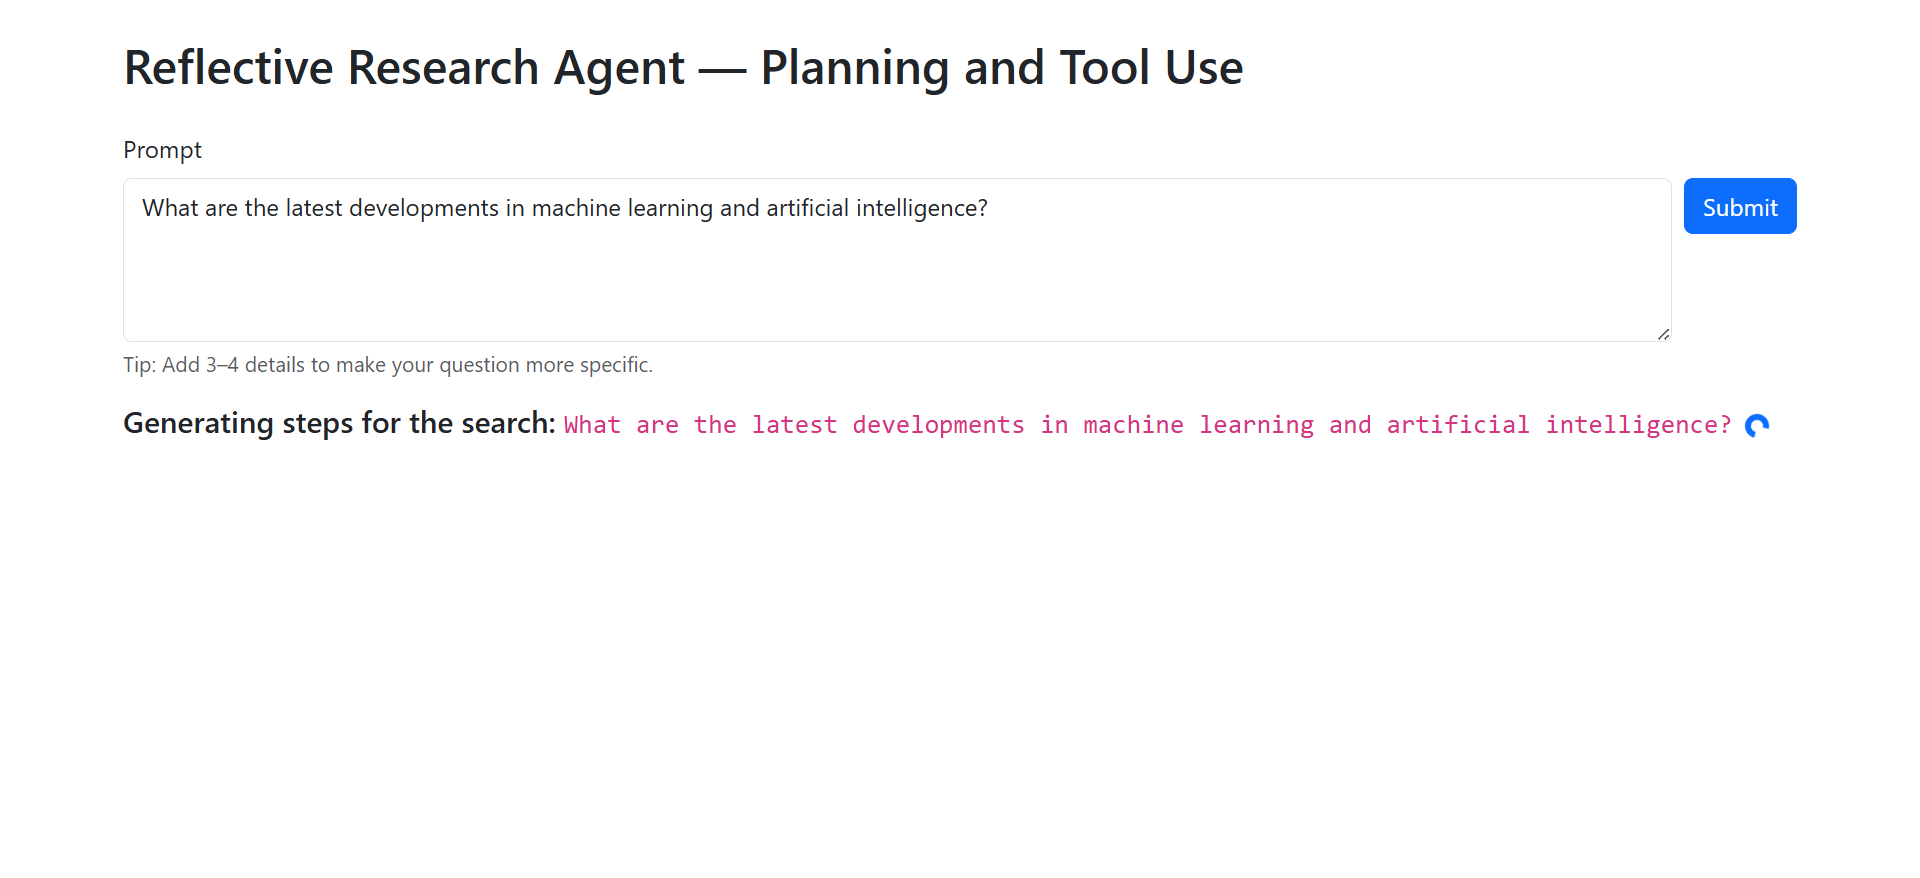 Reflective Research Agent — Planning and Tool Use
Prompt
What are the latest developments in machine learning and artificial intelligence?
Submit
Tip: Add 3–4 details to make your question more specific.
Generating steps for the search: What are the latest developments in machine learning and artificial intelligence?